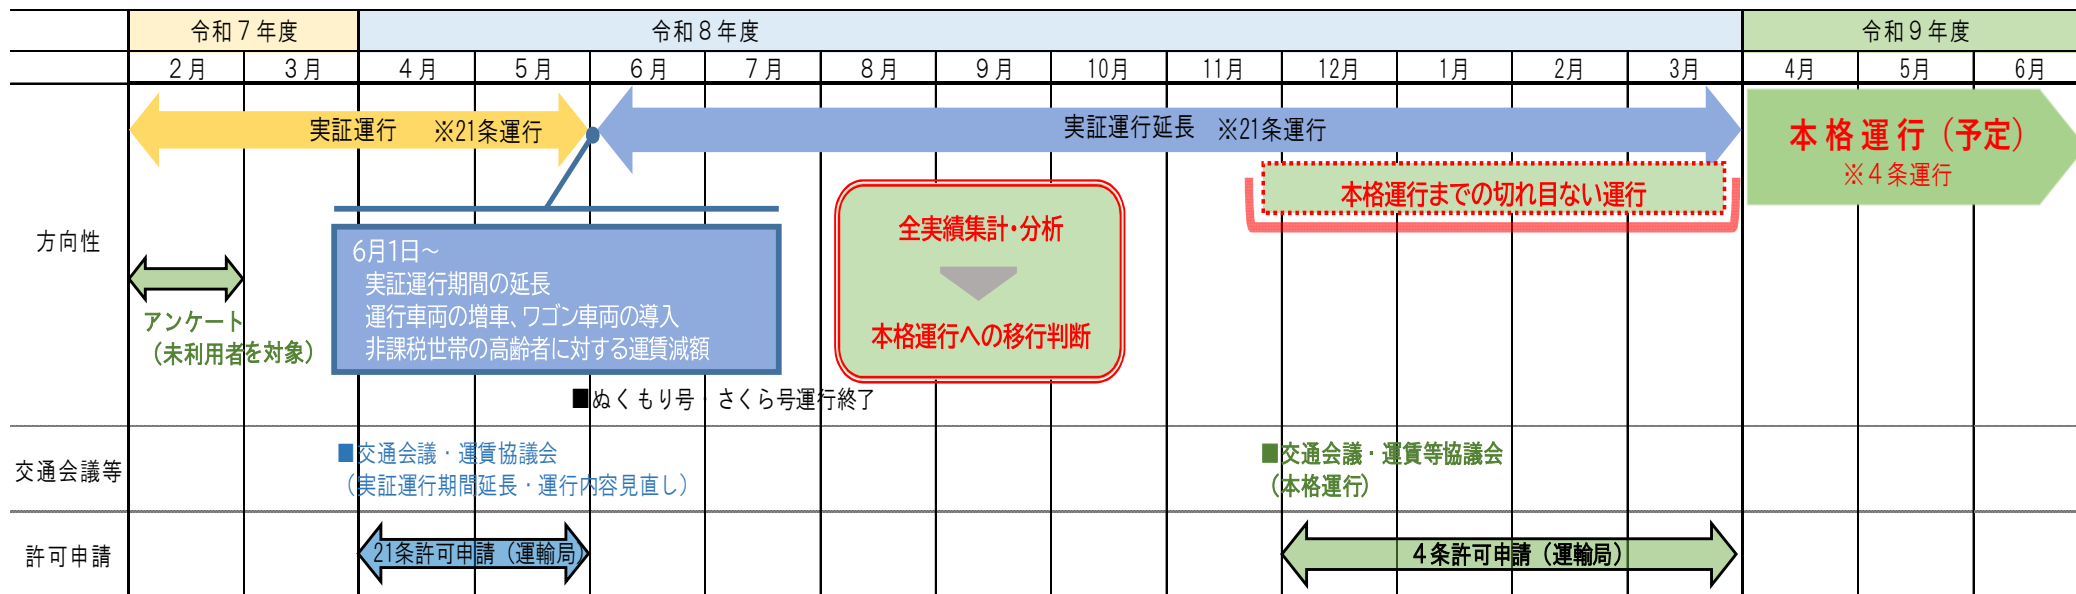 令和７年度
令和８年度
令和９年度
２月
３月
４月
５月
６月
７月
８月
９月
10月
11月
12月
1月
2月
3月
4月
5月
6月
方向性
実証運行　※21条運行
実証運行延長　※21条運行
本格運行（予定）
※４条運行
本格運行までの切れ目ない運行
全実績集計・分析
本格運行への移行判断
6月1日～
実証運行期間の延長
運行車両の増車、ワゴン車両の導入
非課税世帯の高齢者に対する運賃減額
アンケート
（未利用者を対象）
■ぬくもり号・さくら号運行終了
交通会議等
■交通会議・運賃協議会
（実証運行期間延長・運行内容見直し）
■交通会議・運賃等協議会
（本格運行）
許可申請
21条許可申請（運輸局）
４条許可申請（運輸局）